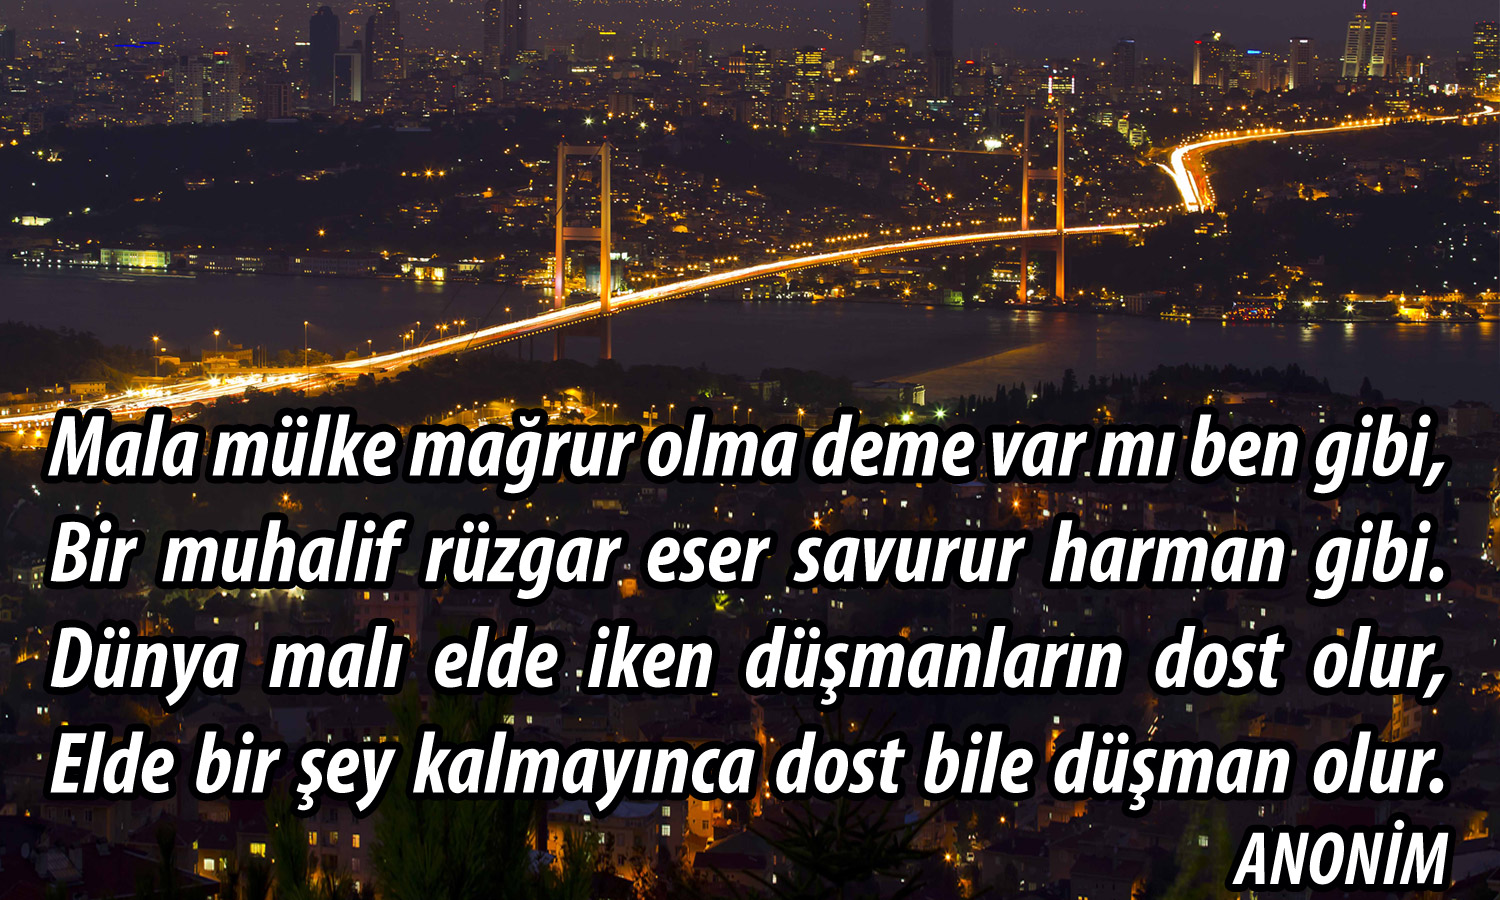 Mala mülke mağrur olma deme var mı ben gibi,
Bir muhalif rüzgar eser savurur harman gibi.
Dünya malı elde iken düşmanların dost olur,
Elde bir şey kalmayınca dost bile düşman olur.
ANONİM